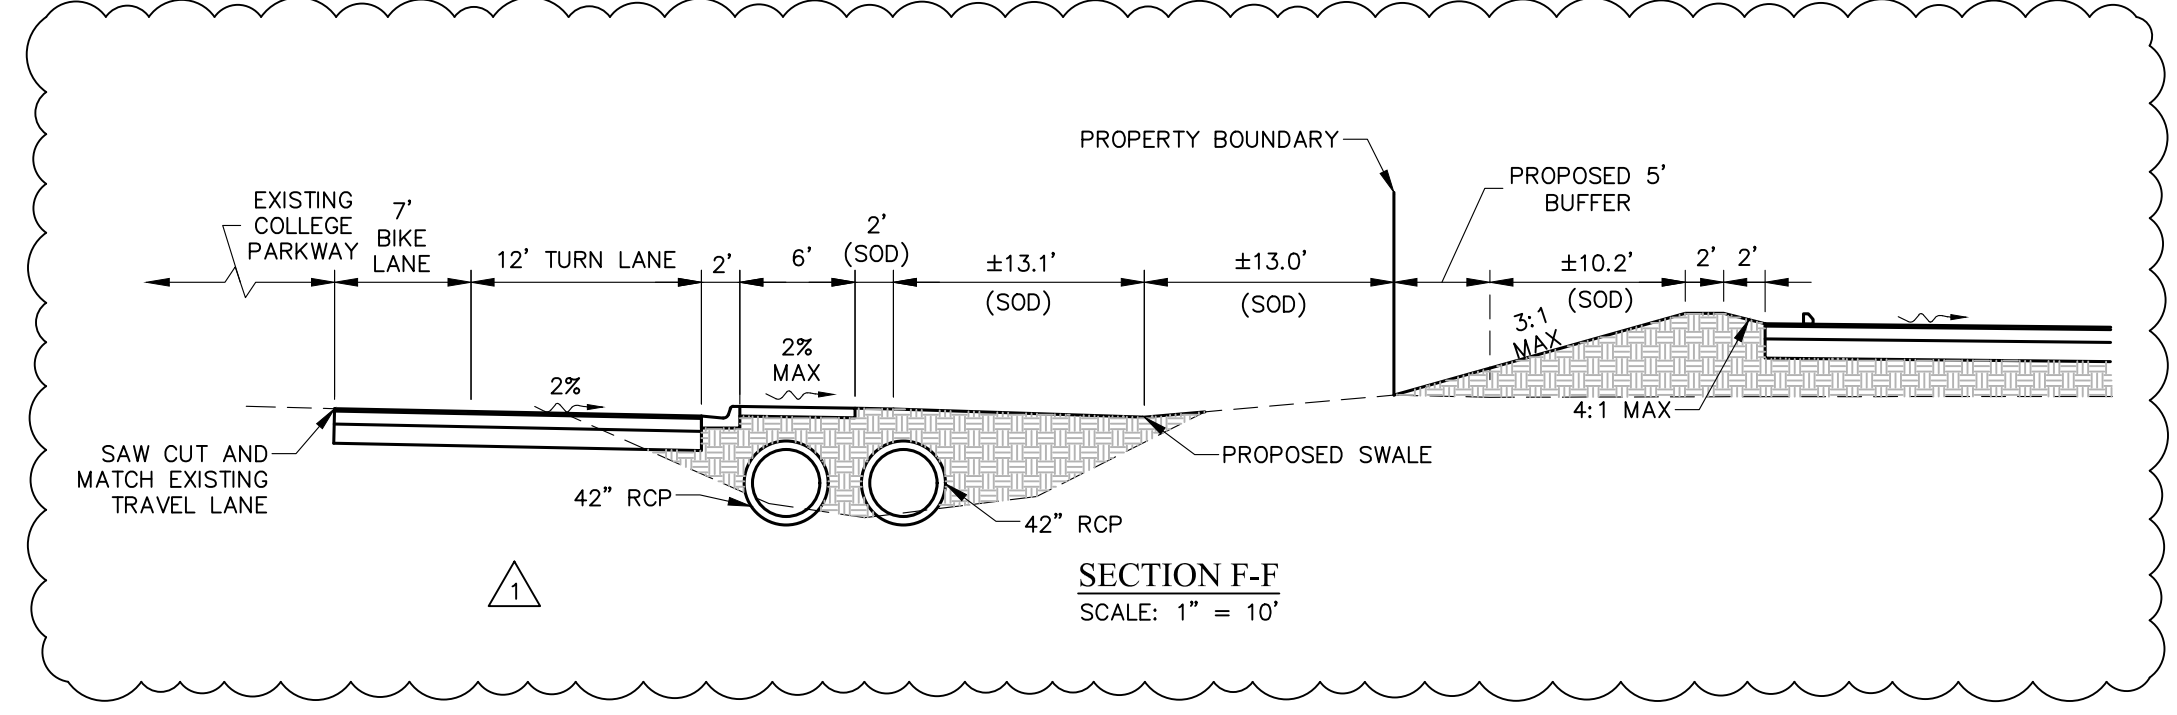 PROPERTY BOUNDARY
PROPOSED 5'
BUFFER
EXISTING
COLLEGE
PARKWAY
7'
BIKE
LANE
12' TURN LANE
2'
6'
2'
(SOD)
±13.1'
(SOD)
±13.0'
(SOD)
±10.2'
(SOD)
2'
2'
3:1
MAX
2%
2%
MAX
4:1 MAX
SAW CUT AND
MATCH EXISTING
TRAVEL LANE
PROPOSED SWALE
42" RCP
42" RCP
1
SECTION F-F
SCALE: 1" = 10'